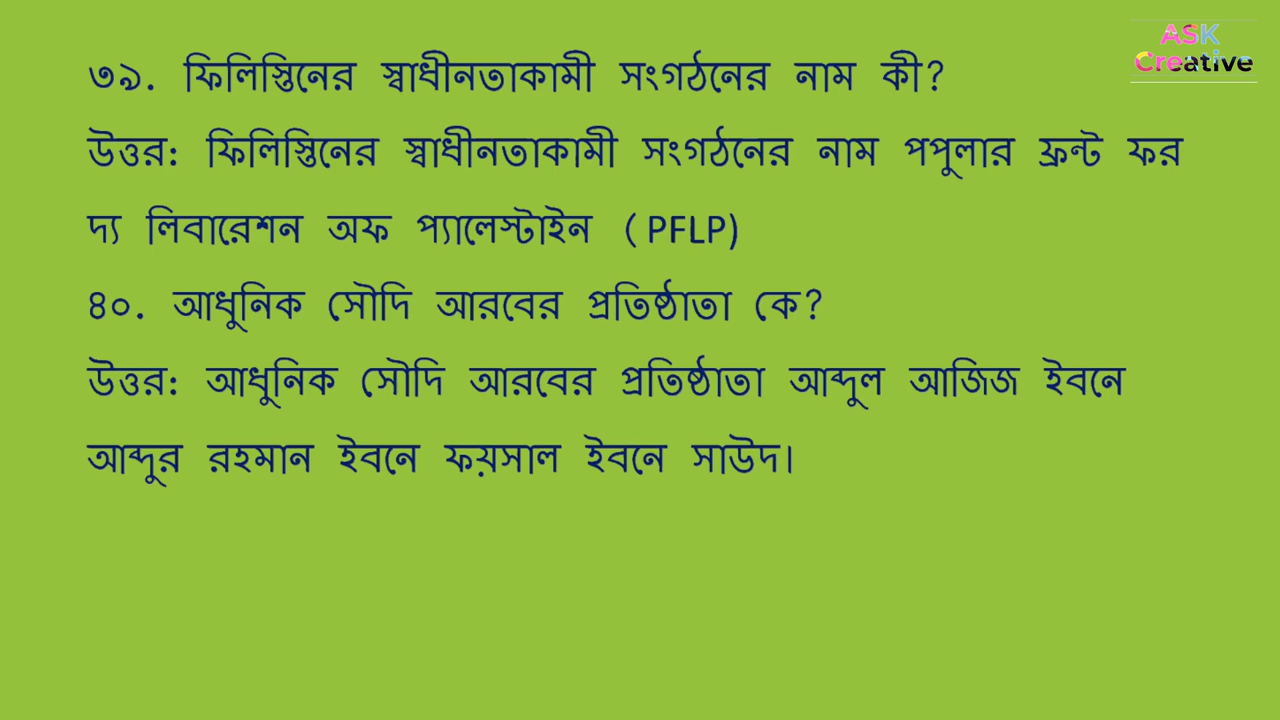 ASK
Creative
৩৯. ফিলিস্তিনের স্বাধীনতাকামী সংগঠনের নাম কী?
উত্তর: ফিলিস্তিনের স্বাধীনতাকামী সংগঠনের নাম পপুলার ফ্রন্ট ফর
দ্য লিবারেশন অফ প্যালেস্টাইন (PFLP)
৪০. আধুনিক সৌদি আরবের প্রতিষ্ঠাতা কে?
উত্তর: আধুনিক সৌদি আরবের প্রতিষ্ঠাতা আব্দুল আজিজ ইবনে
আব্দুর রহমান ইবনে ফয়সাল ইবনে সাউদ।